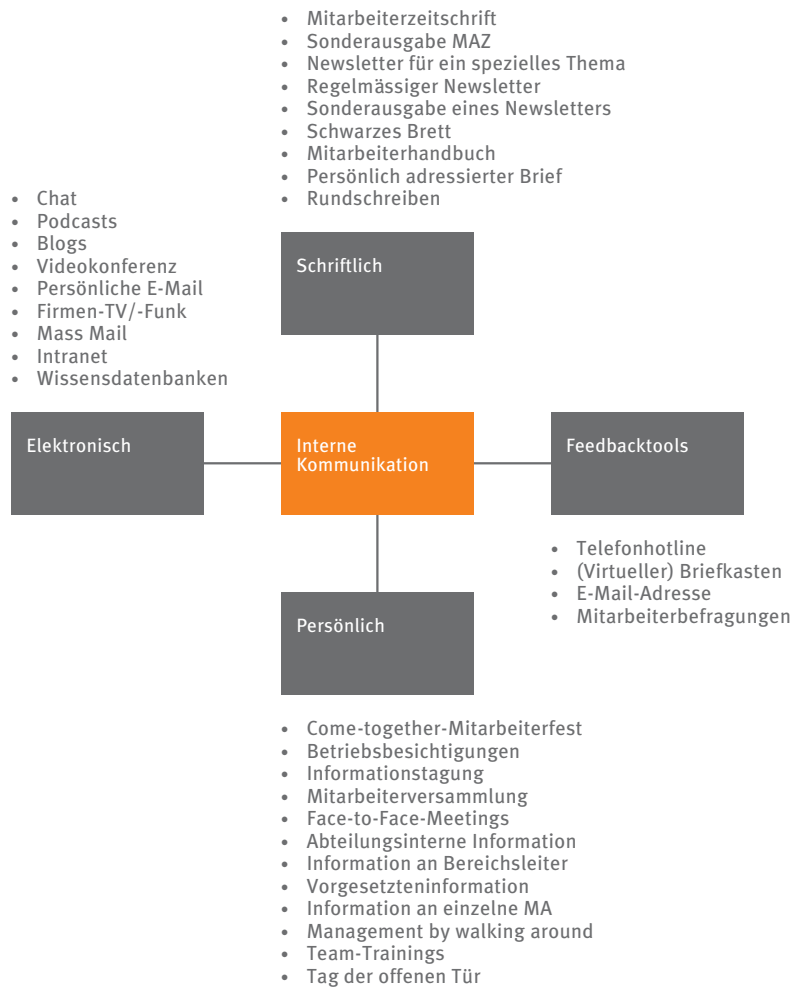 • Mitarbeiterzeitschrift
• Sonderausgabe MAZ
• Newsletter für ein spezielles Thema
• Regelmässiger Newsletter
• Sonderausgabe eines Newsletters
• Schwarzes Brett
• Mitarbeiterhandbuch
• Persönlich adressierter Brief
• Rundschreiben
Schriftlich
• Chat
• Podcasts
• Blogs
• Videokonferenz
• Persönliche E-Mail
• Firmen-TV/-Funk
• Mass Mail
• Intranet
• Wissensdatenbanken
Elektronisch
Interne
Kommunikation
Feedbacktools
• Telefonhotline
• (Virtueller) Briefkasten
• E-Mail-Adresse
• Mitarbeiterbefragungen
Persönlich
• Come-together-Mitarbeiterfest
• Betriebsbesichtigungen
• Informationstagung
• Mitarbeiterversammlung
• Face-to-Face-Meetings
• Abteilungsinterne Information
• Information an Bereichsleiter
• Vorgesetzteninformation
• Information an einzelne MA
• Management by walking around
• Team-Trainings
• Tag der offenen Tür